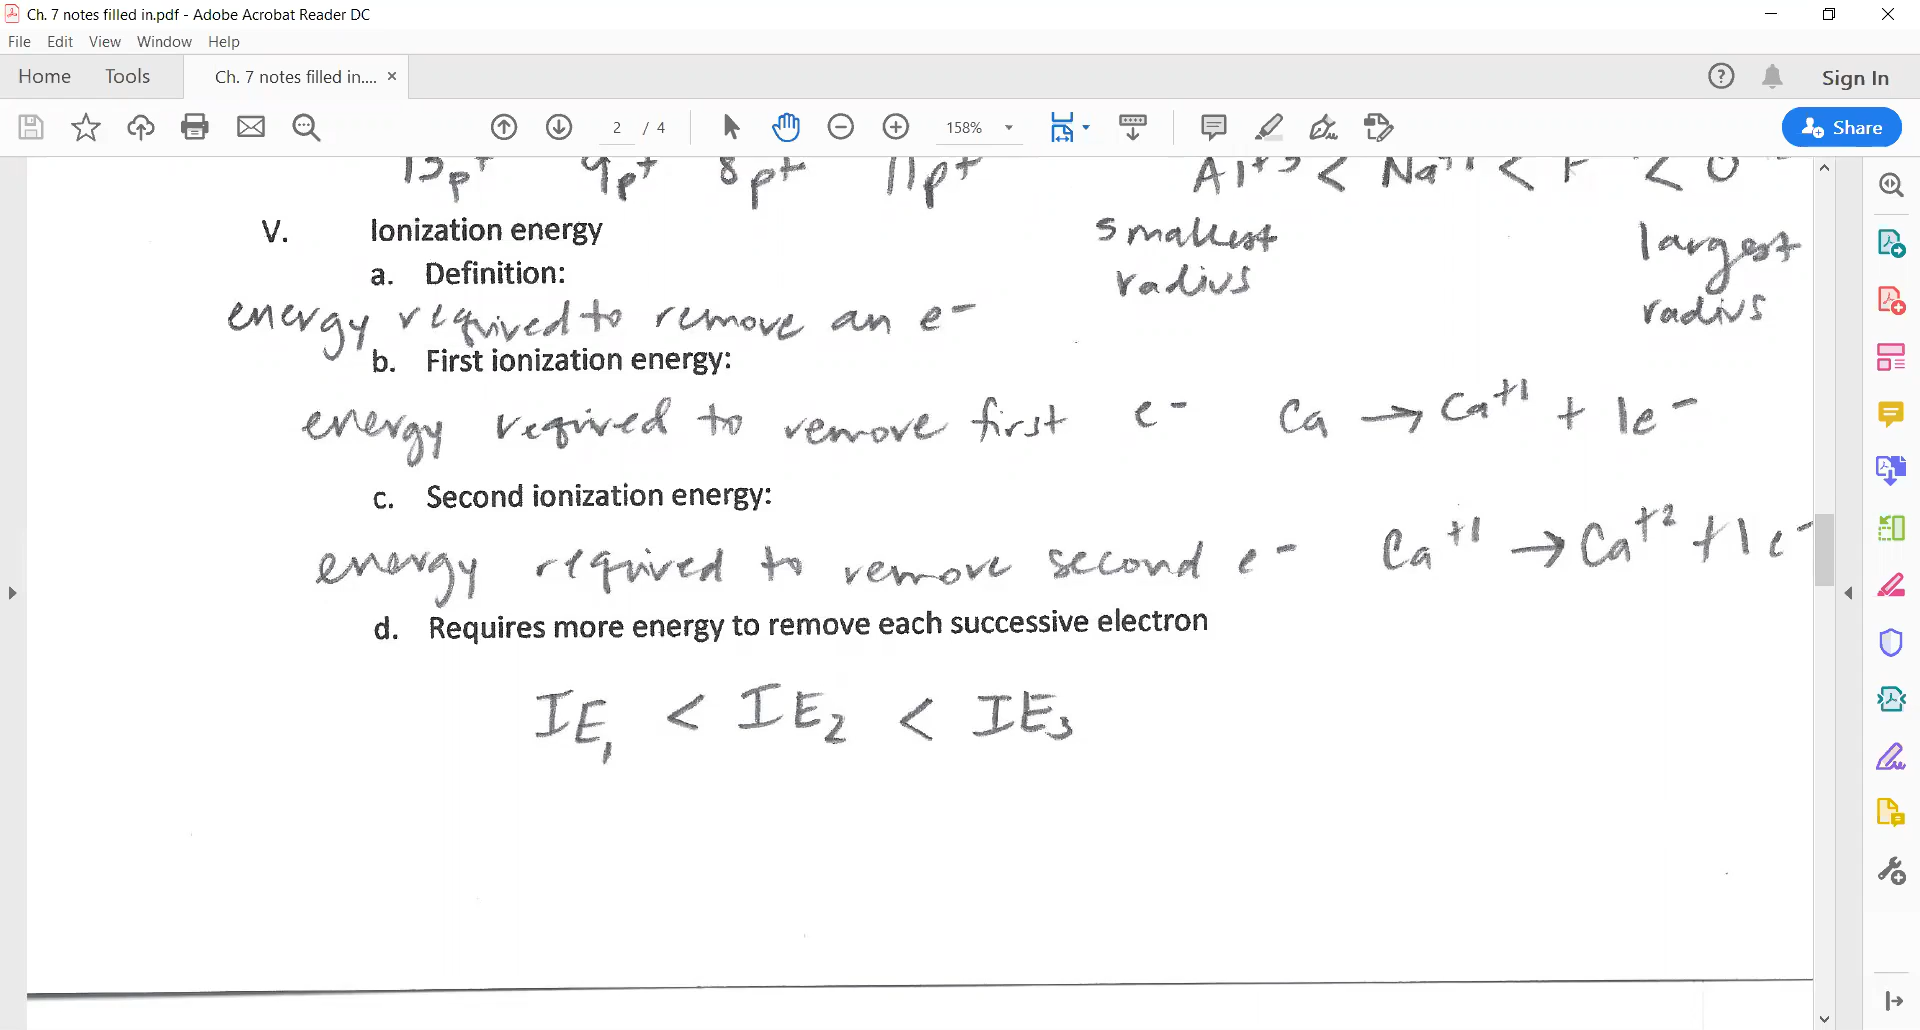 Ch. 7 notes filled in.pdf - Adobe Acrobat Reader DC
File Edit View Window Help
Home Tools Ch. 7 notes filled in.... × Sign In
2 / 4 158% Share
13p+ 9p+ 8p+ 11p+ Al+3 < Na+1 < F < O
V. Ionization energy
smallest radius
largest radius
a. Definition:
energy required to remove an e-
b. First ionization energy:
energy required to remove first e- Ca → Ca+1 + 1e-
c. Second ionization energy:
energy required to remove second e- Ca+1 → Ca+2 + 1e-
d. Requires more energy to remove each successive electron
IE1 < IE2 < IE3